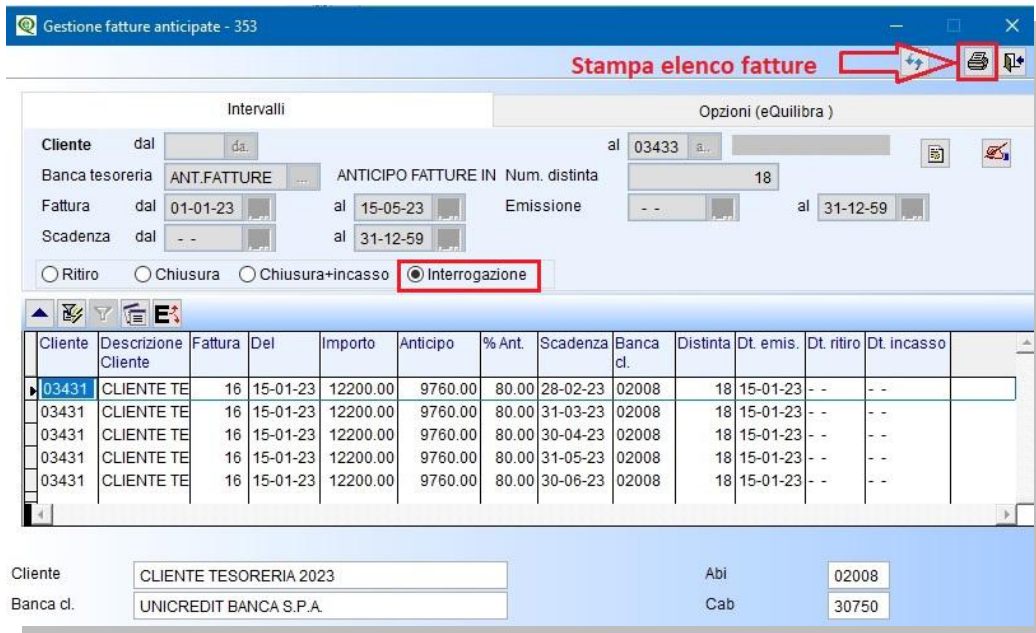 Gestione fatture anticipate - 353
Stampa elenco fatture
Intervalli Opzioni (eQuilibra )
Cliente dal da. al 03433 a..
Banca tesoreria ANT.FATTURE ... ANTICIPO FATTURE IN Num. distinta 18
Fattura dal 01-01-23 al 15-05-23 Emissione - - al 31-12-59
Scadenza dal - - al 31-12-59
Ritiro Chiusura Chiusura+incasso Interrogazione
Cliente Descrizione Cliente Fattura Del Importo Anticipo % Ant. Scadenza Banca cl. Distinta Dt. emis. Dt. ritiro Dt. incasso
03431 CLIENTE TE 16 15-01-23 12200.00 9760.00 80.00 28-02-23 02008 18 15-01-23 - - - -
03431 CLIENTE TE 16 15-01-23 12200.00 9760.00 80.00 31-03-23 02008 18 15-01-23 - - - -
03431 CLIENTE TE 16 15-01-23 12200.00 9760.00 80.00 30-04-23 02008 18 15-01-23 - - - -
03431 CLIENTE TE 16 15-01-23 12200.00 9760.00 80.00 31-05-23 02008 18 15-01-23 - - - -
03431 CLIENTE TE 16 15-01-23 12200.00 9760.00 80.00 30-06-23 02008 18 15-01-23 - - - -
Cliente CLIENTE TESORERIA 2023 Abi 02008
Banca cl. UNICREDIT BANCA S.P.A. Cab 30750